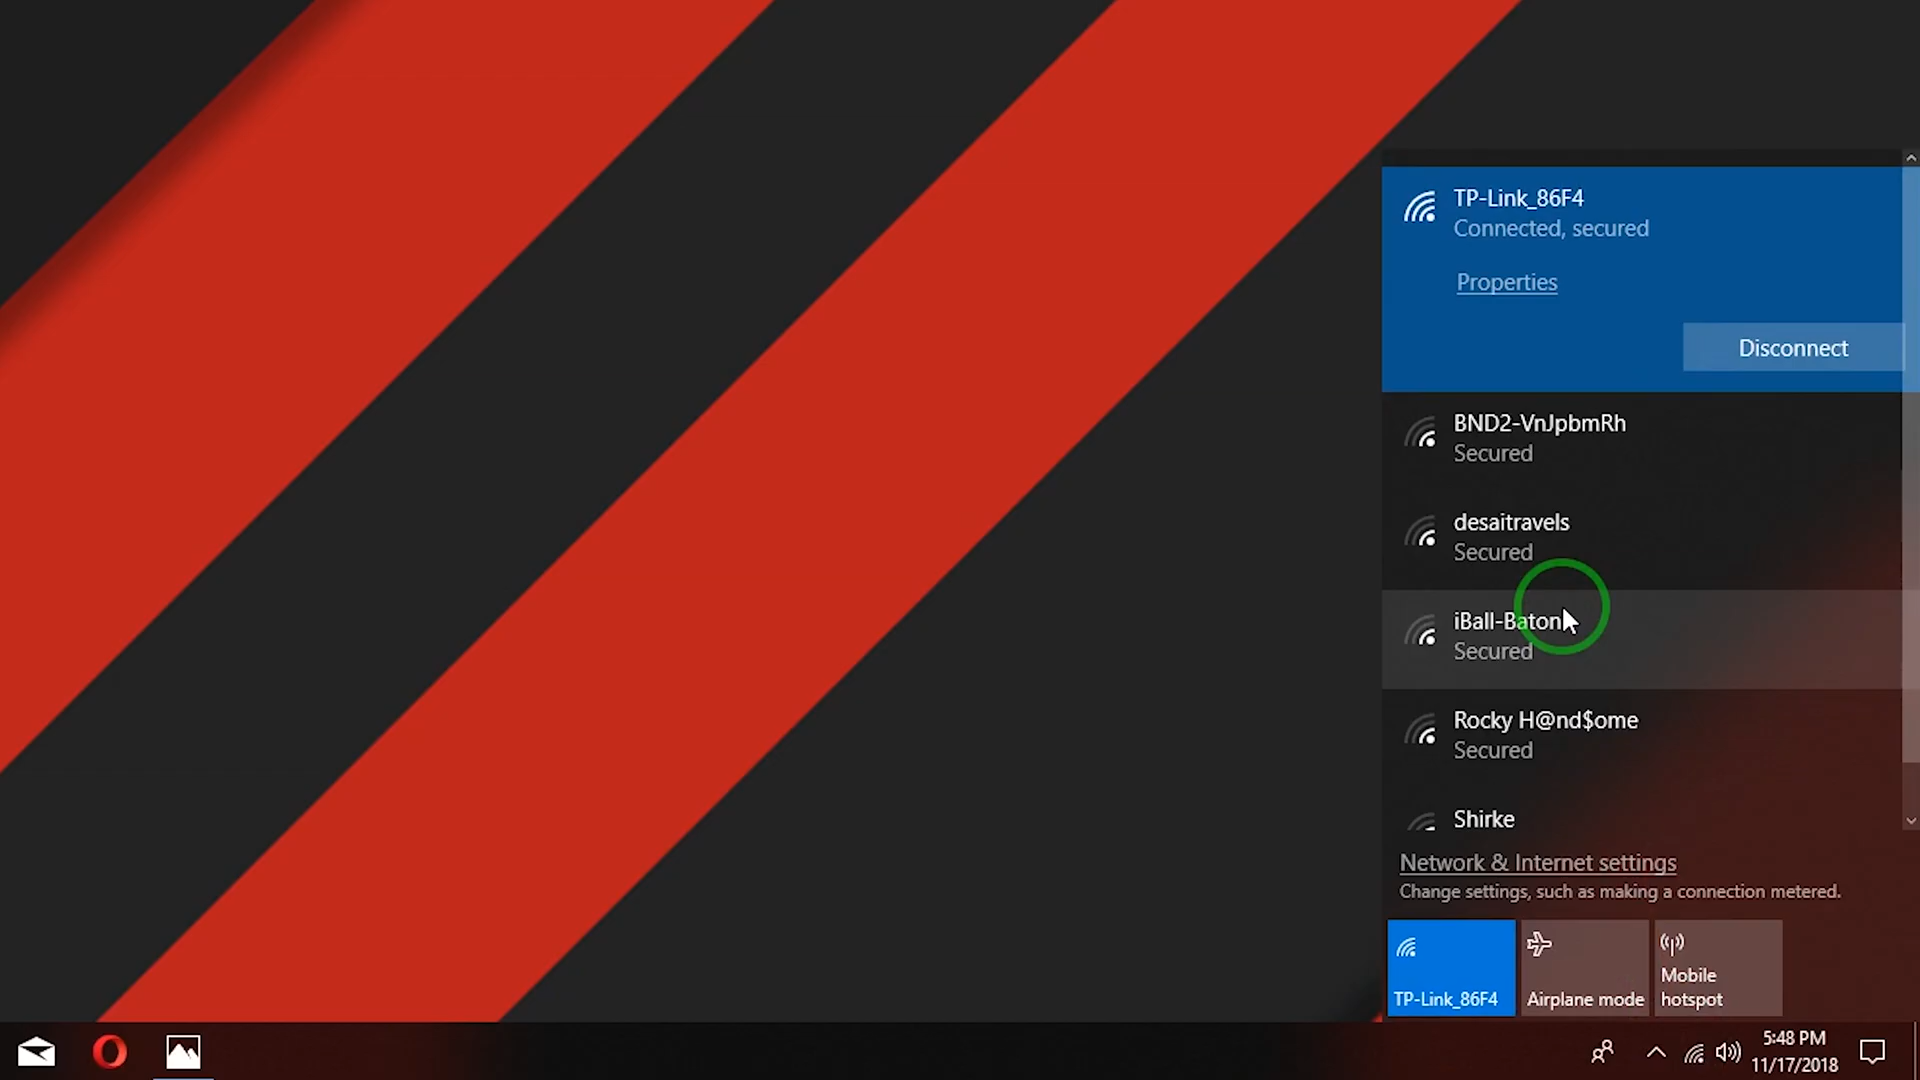 TP-Link_86F4
Connected, secured
Properties
Disconnect
BND2-VnJpbmRh
Secured
desaitravels
Secured
iBall-Baton
Secured
Rocky H@nd$ome
Secured
Shirke
Network & Internet settings
Change settings, such as making a connection metered.
TP-Link_86F4
Airplane mode
Mobile
hotspot
5:48 PM
11/17/2018